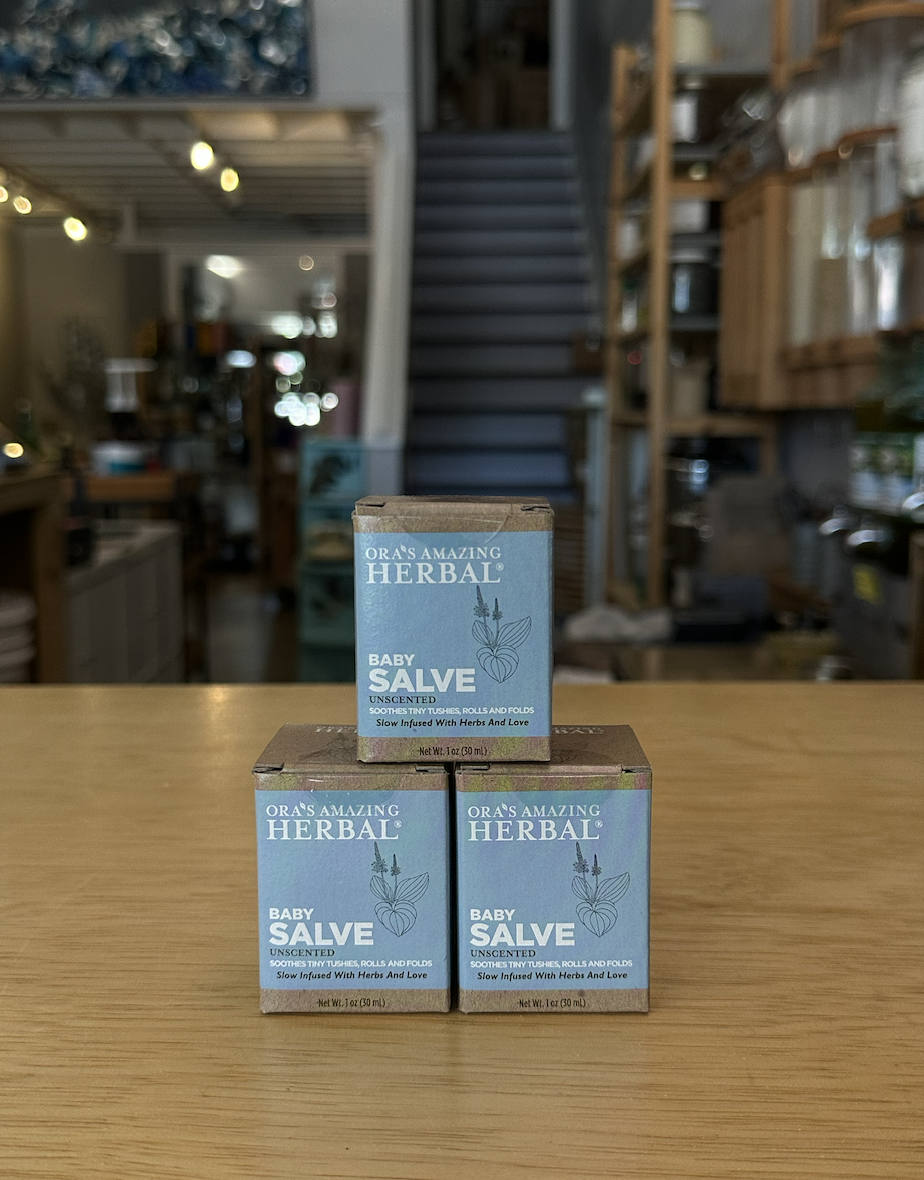 ORA'S AMAZING
HERBAL®
BABY
SALVE
UNSCENTED
SOOTHES TINY TUSHIES, ROLLS AND FOLDS
Slow Infused With Herbs And Love
Net Wt. 1 oz (30 mL)
ORA'S AMAZING
HERBAL®
BABY
SALVE
UNSCENTED
SOOTHES TINY TUSHIES, ROLLS AND FOLDS
Slow Infused With Herbs And Love
Net Wt. 1 oz (30 mL)
ORA'S AMAZING
HERBAL®
BABY
SALVE
UNSCENTED
SOOTHES TINY TUSHIES, ROLLS AND FOLDS
Slow Infused With Herbs And Love
Net Wt. 1 oz (30 mL)